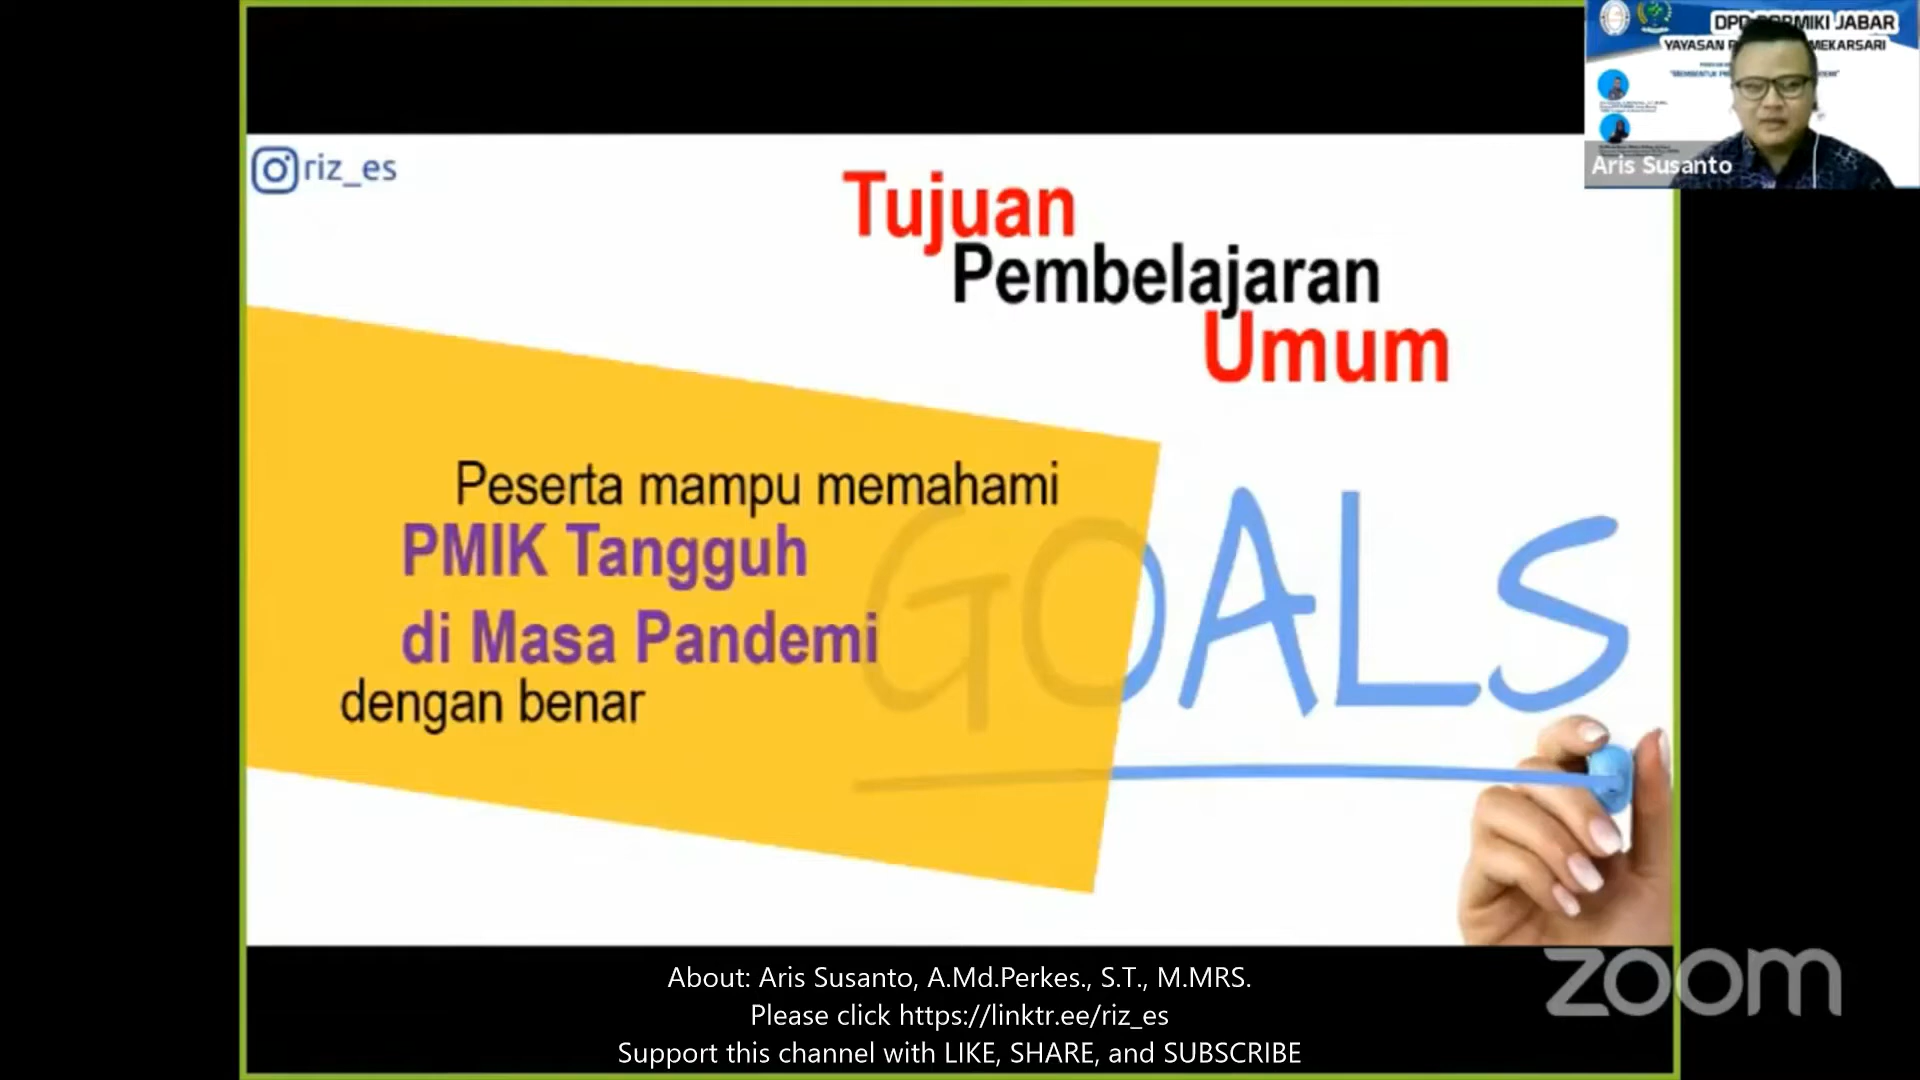 riz_es
Tujuan
Pembelajaran
Umum
Peserta mampu memahami
PMIK Tangguh
di Masa Pandemi
dengan benar
GOALS
DPD PORMIKI JABAR
YAYASAN
MEKARSARI
Aris Susanto
zoom
About: Aris Susanto, A.Md.Perkes., S.T., M.MRS.
Please click https://linktr.ee/riz_es
Support this channel with LIKE, SHARE, and SUBSCRIBE